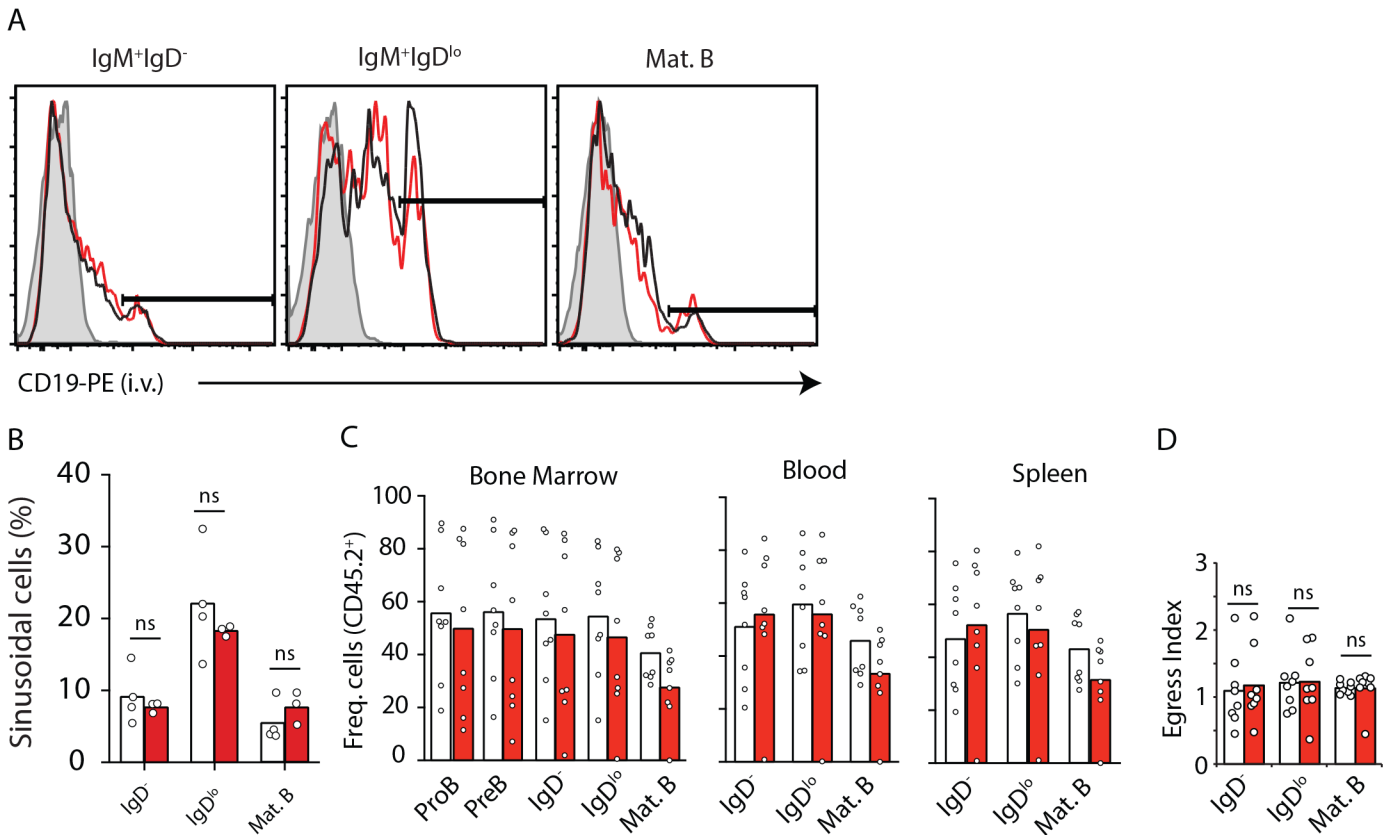 A
IgM⁺IgD⁻
IgM⁺IgDˡᵒ
Mat. B
CD19-PE (i.v.)
B
Sinusoidal cells (%)
40
30
20
10
0
ns
ns
ns
IgD⁻
IgDˡᵒ
Mat. B
C
Bone Marrow
Blood
Spleen
Freq. cells (CD45.2⁺)
100
80
60
40
20
0
ProB
PreB
IgD⁻
IgDˡᵒ
Mat. B
IgD⁻
IgDˡᵒ
Mat. B
IgD⁻
IgDˡᵒ
Mat. B
D
Egress Index
3
2
1
0
ns
ns
ns
IgD⁻
IgDˡᵒ
Mat. B